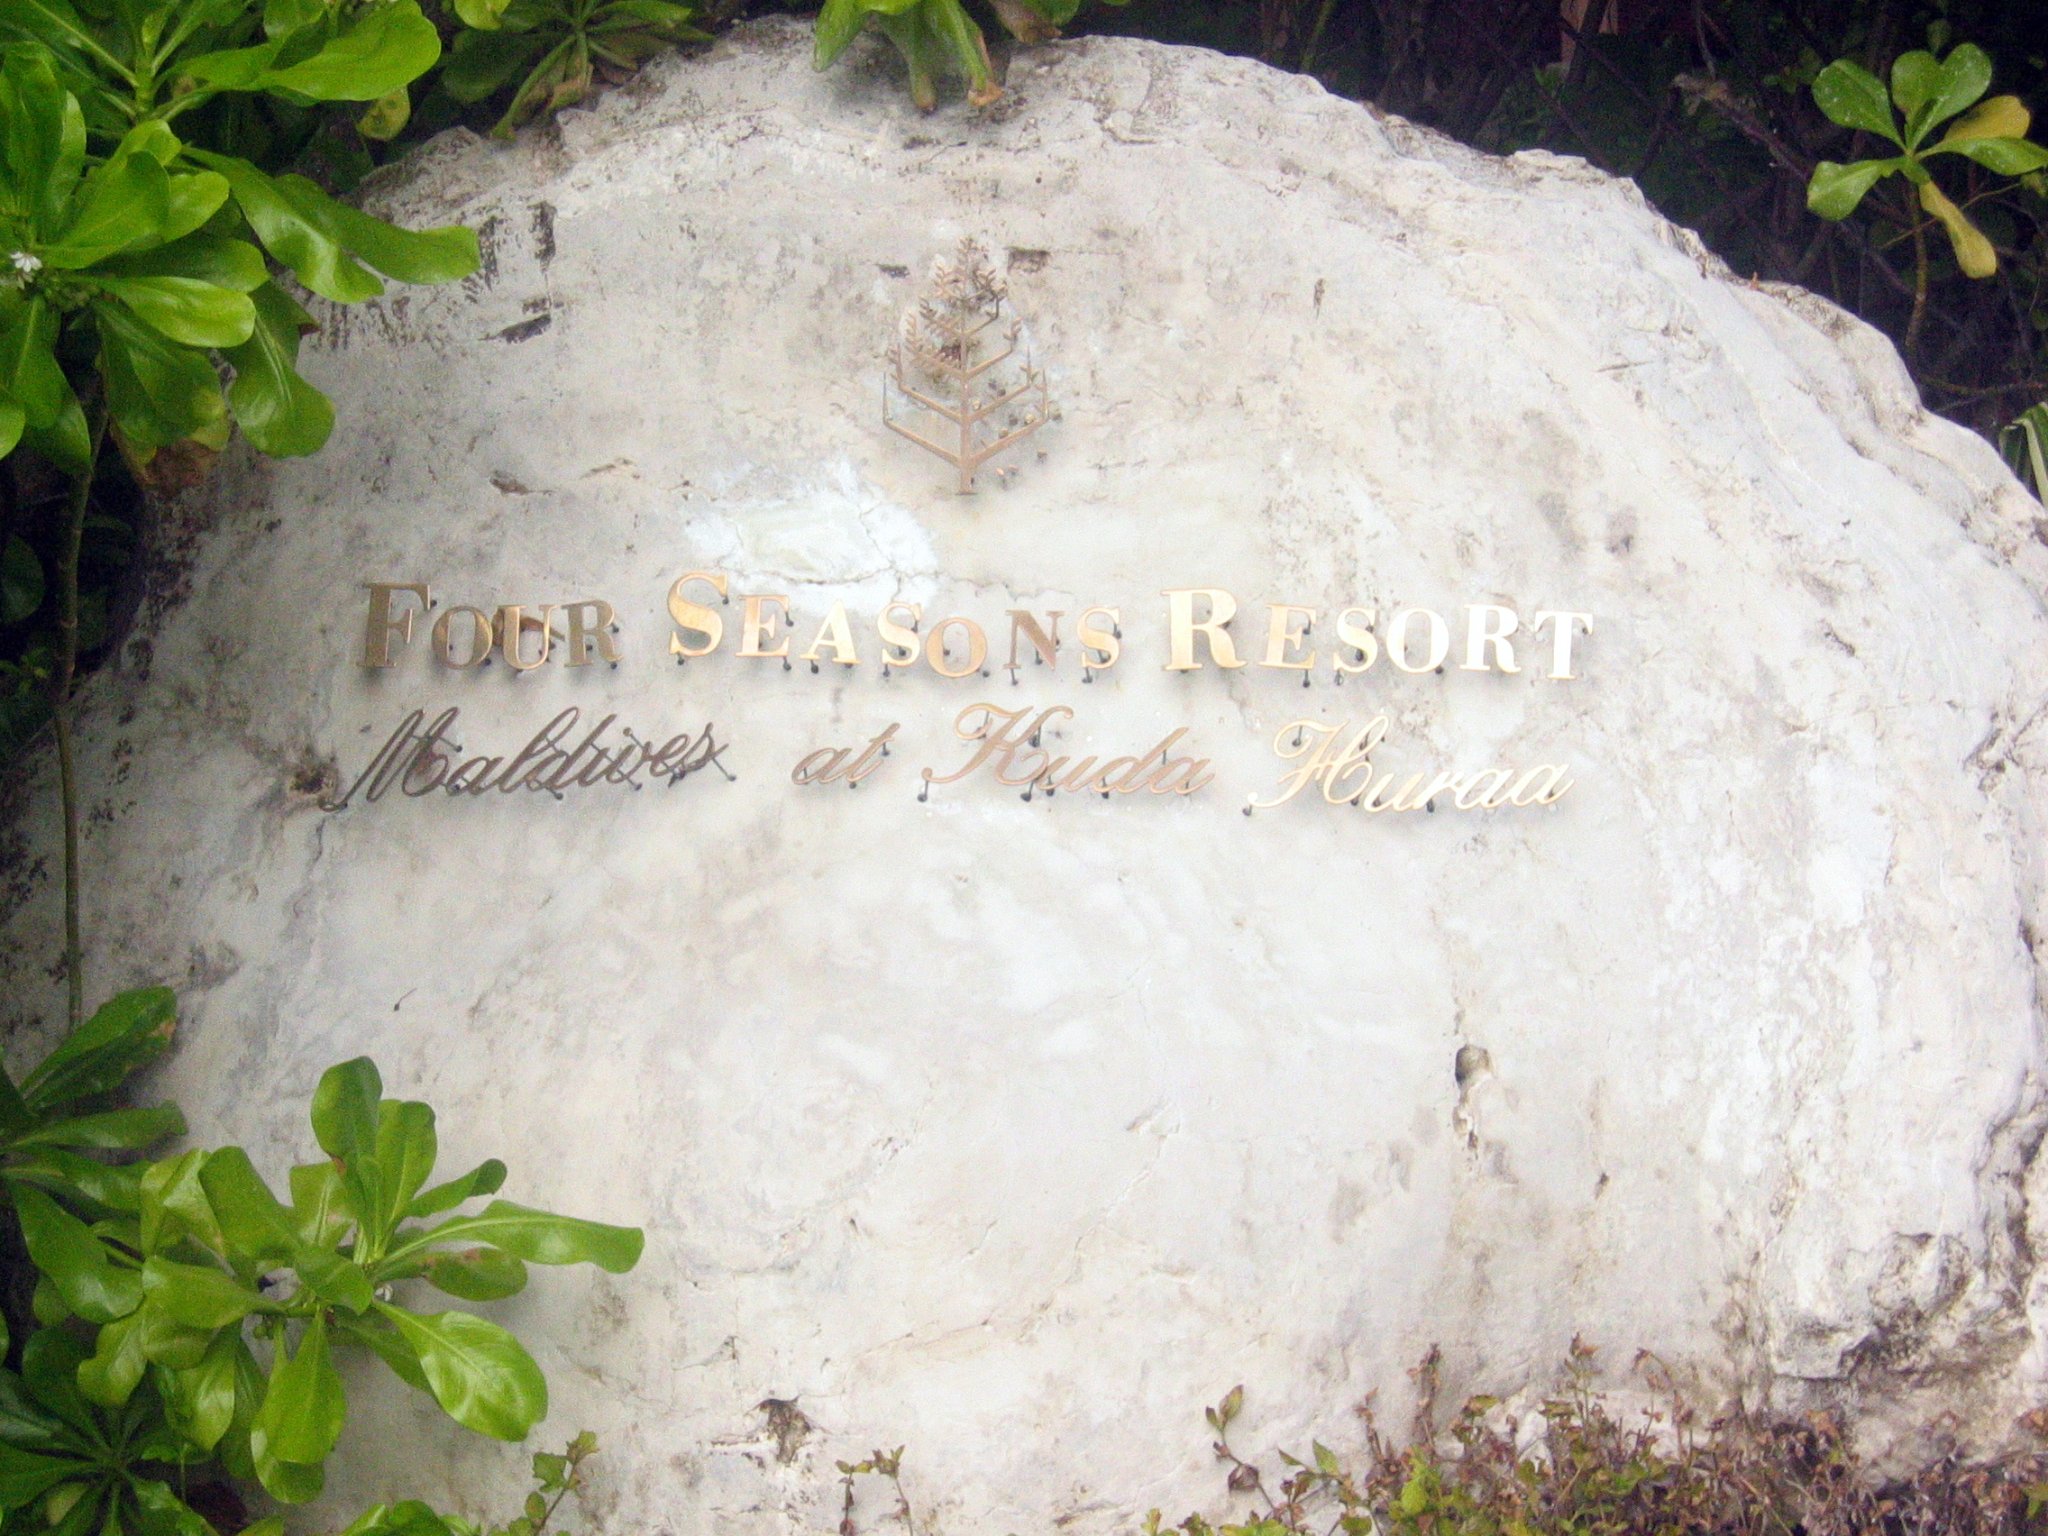 FOUR SEASONS RESORT
Maldives at Kuda Huraa